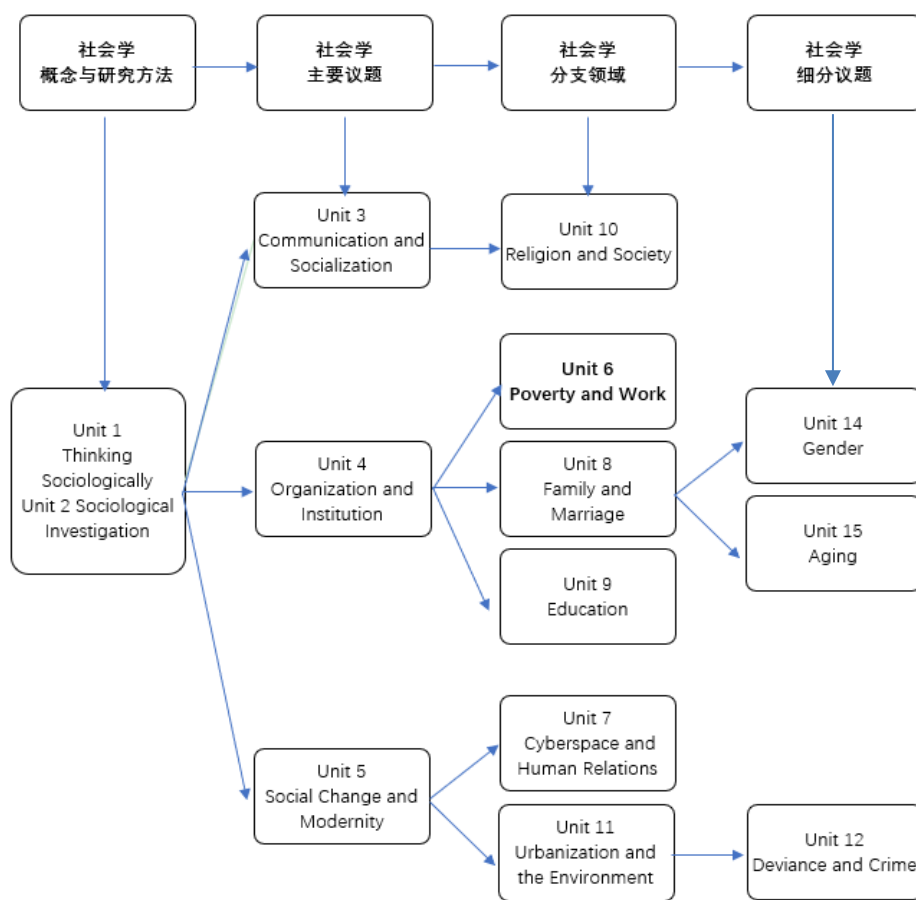 社会学
概念与研究方法
社会学
主要议题
社会学
分支领域
社会学
细分议题
Unit 3
Communication and
Socialization
Unit 10
Religion and Society
Unit 1
Thinking
Sociologically
Unit 2 Sociological
Investigation
Unit 4
Organization and
Institution
Unit 6
Poverty and Work
Unit 8
Family and
Marriage
Unit 9
Education
Unit 14
Gender
Unit 15
Aging
Unit 5
Social Change and
Modernity
Unit 7
Cyberspace and
Human Relations
Unit 11
Urbanization and
the Environment
Unit 12
Deviance and Crime